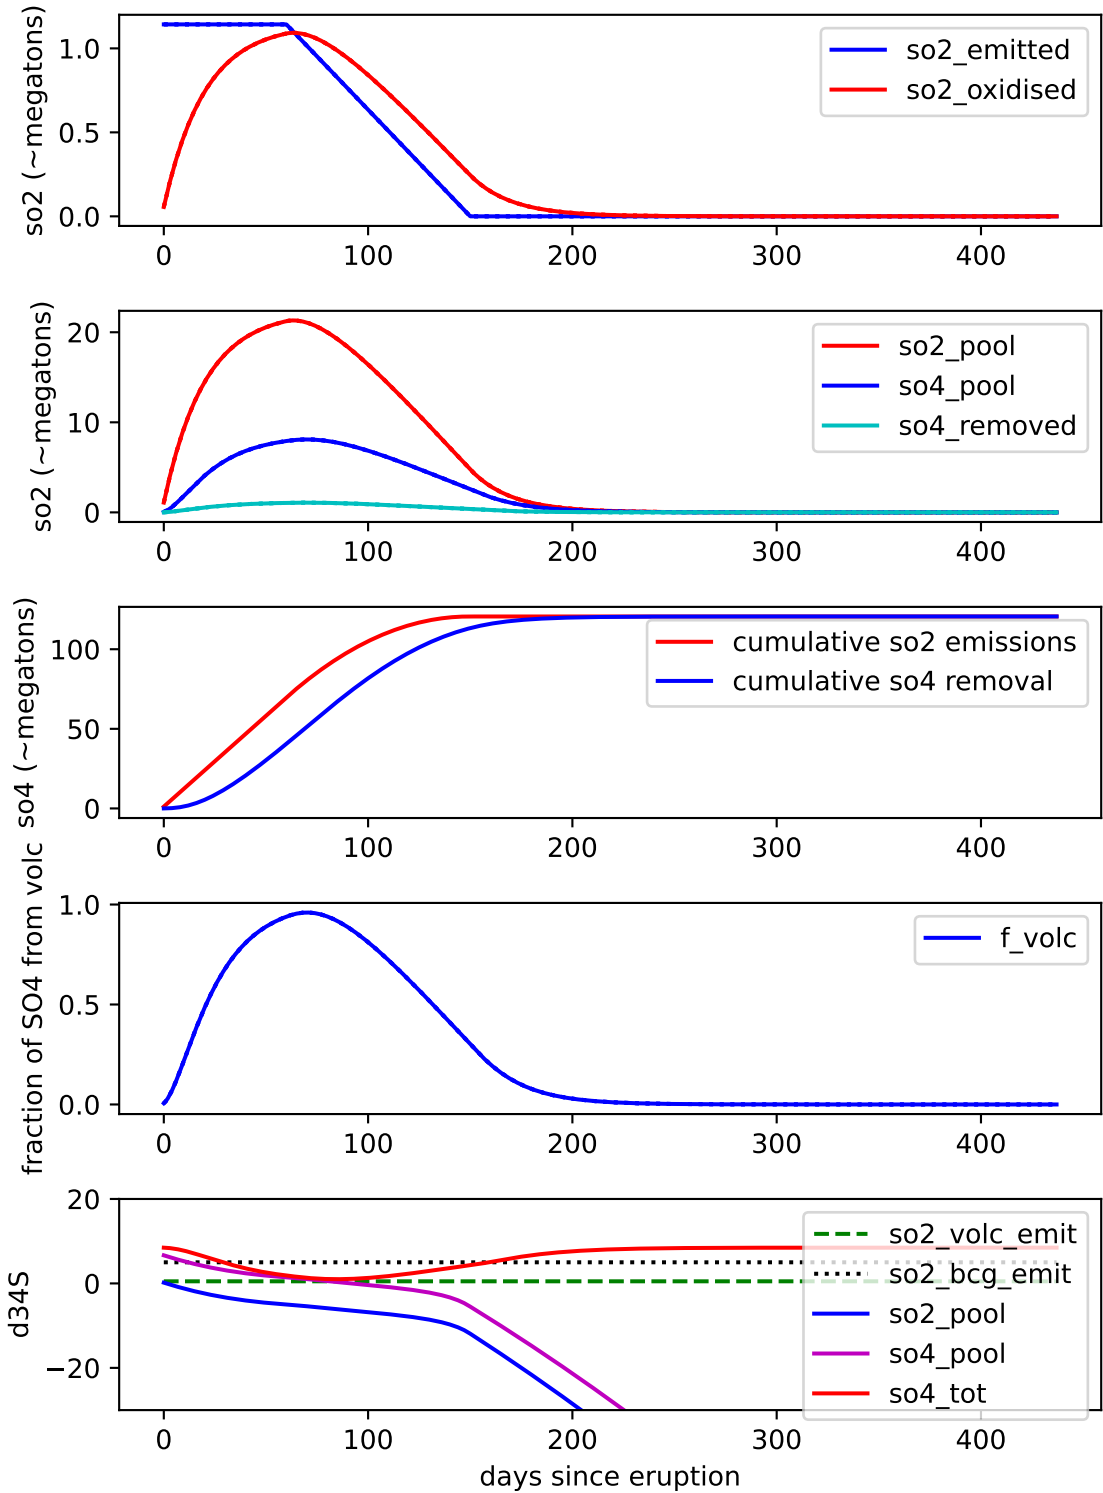 so2 (~megatons)
1.0
0.5
0.0
so2_emitted
so2_oxidised
0 100 200 300 400
so2 (~megatons)
20
10
0
so2_pool
so4_pool
so4_removed
0 100 200 300 400
so4 (~megatons)
100
50
0
cumulative so2 emissions
cumulative so4 removal
0 100 200 300 400
fraction of SO4 from volc
1.0
0.5
0.0
f_volc
0 100 200 300 400
d34S
20
0
−20
so2_volc_emit
so2_bcg_emit
so2_pool
so4_pool
so4_tot
0 100 200 300 400
days since eruption